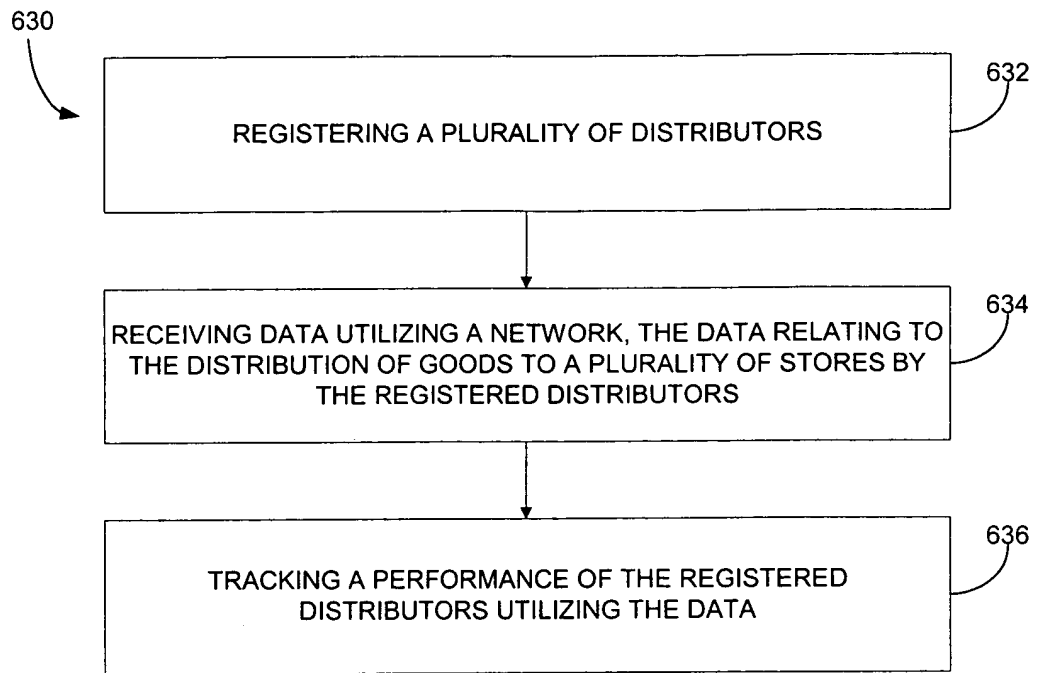 630
632
REGISTERING A PLURALITY OF DISTRIBUTORS
634
RECEIVING DATA UTILIZING A NETWORK, THE DATA RELATING TO
THE DISTRIBUTION OF GOODS TO A PLURALITY OF STORES BY
THE REGISTERED DISTRIBUTORS
636
TRACKING A PERFORMANCE OF THE REGISTERED
DISTRIBUTORS UTILIZING THE DATA